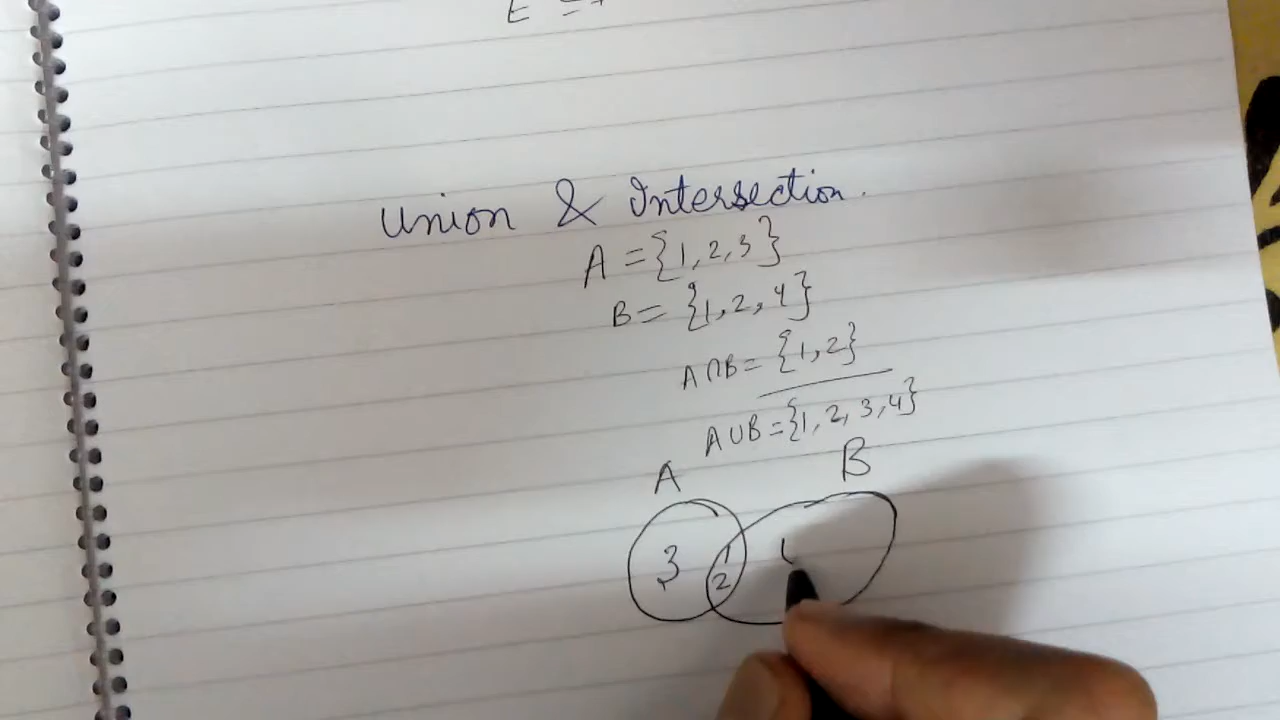 Union & Intersection.
A = {1, 2, 3}
B = {1, 2, 4}
A∩B = {1, 2}
A∪B = {1, 2, 3, 4}
A B
3 1
2